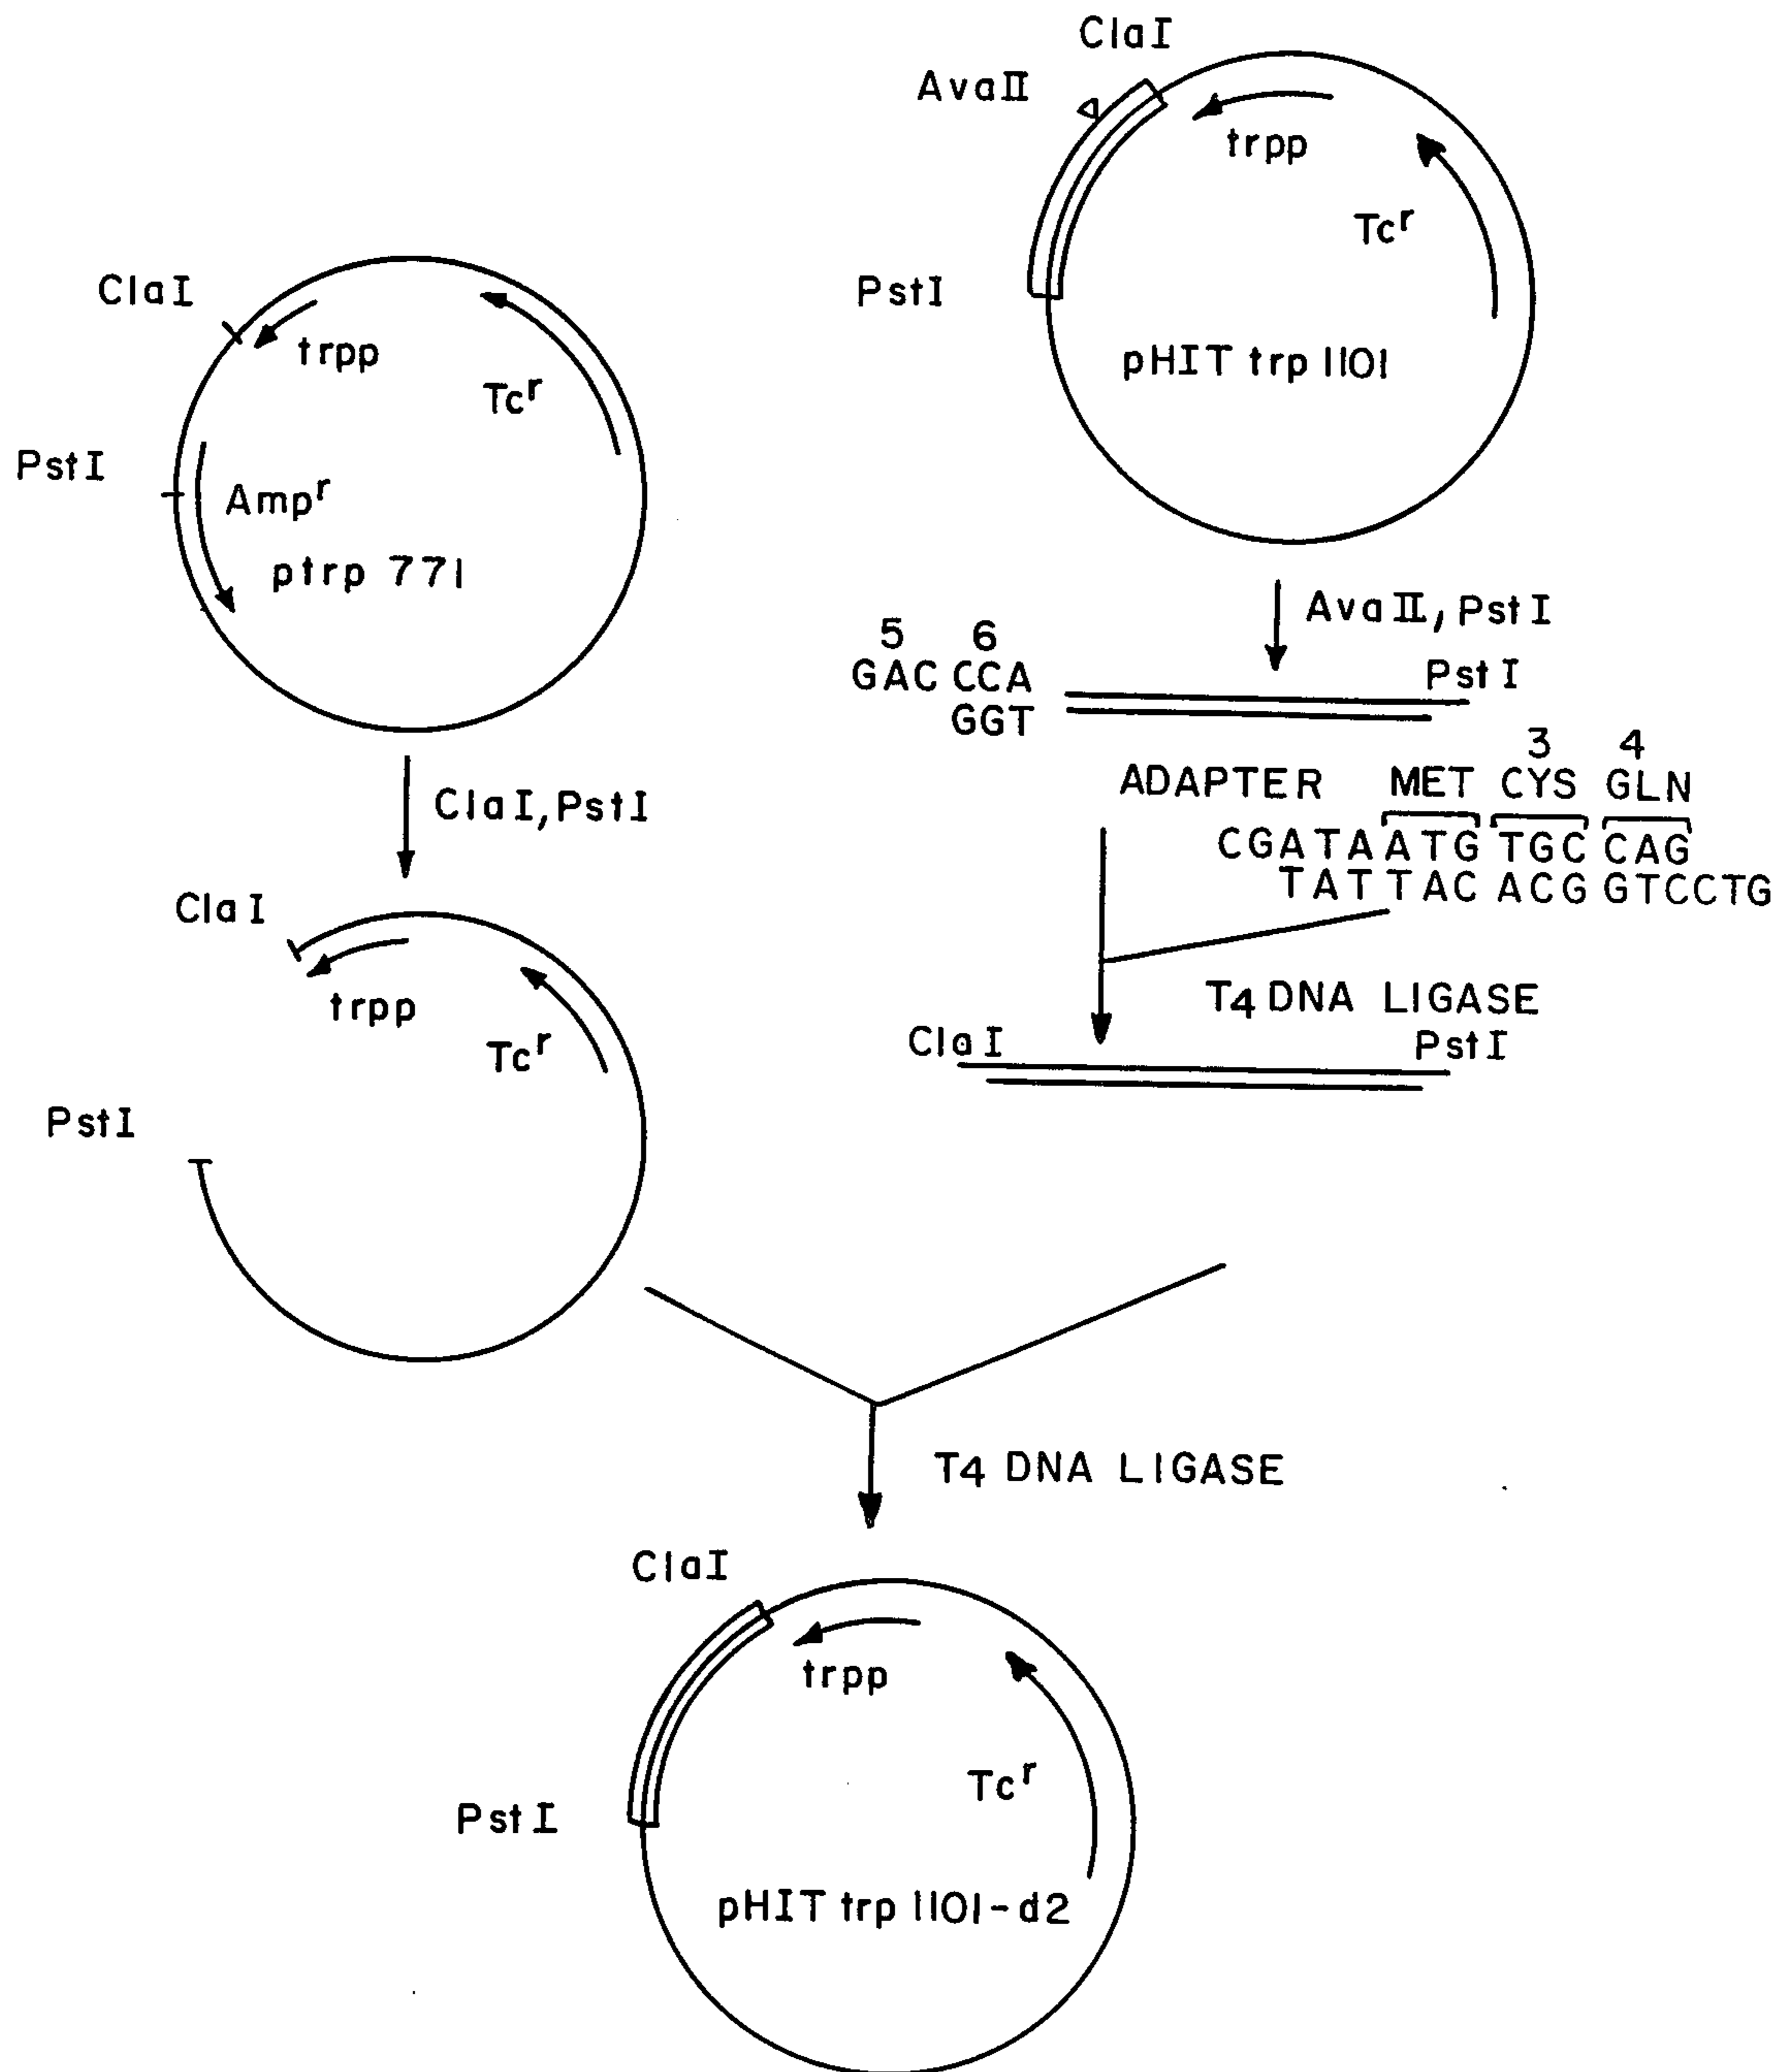 ClaI
AvaII
trpp
Tcʳ
PstI
pHIT trp 1101
ClaI
trpp
Tcʳ
PstI
Ampʳ
ptrp 771
AvaII, PstI
5 6
GAC CCA
GGT
PstI
3 4
ADAPTER MET CYS GLN
CGATA ATG TGC CAG
TAT TAC ACG GTCCTG
ClaI, PstI
ClaI
trpp
Tcʳ
PstI
T4 DNA LIGASE
ClaI PstI
T4 DNA LIGASE
ClaI
trpp
Tcʳ
PstI
pHIT trp 1101-d2